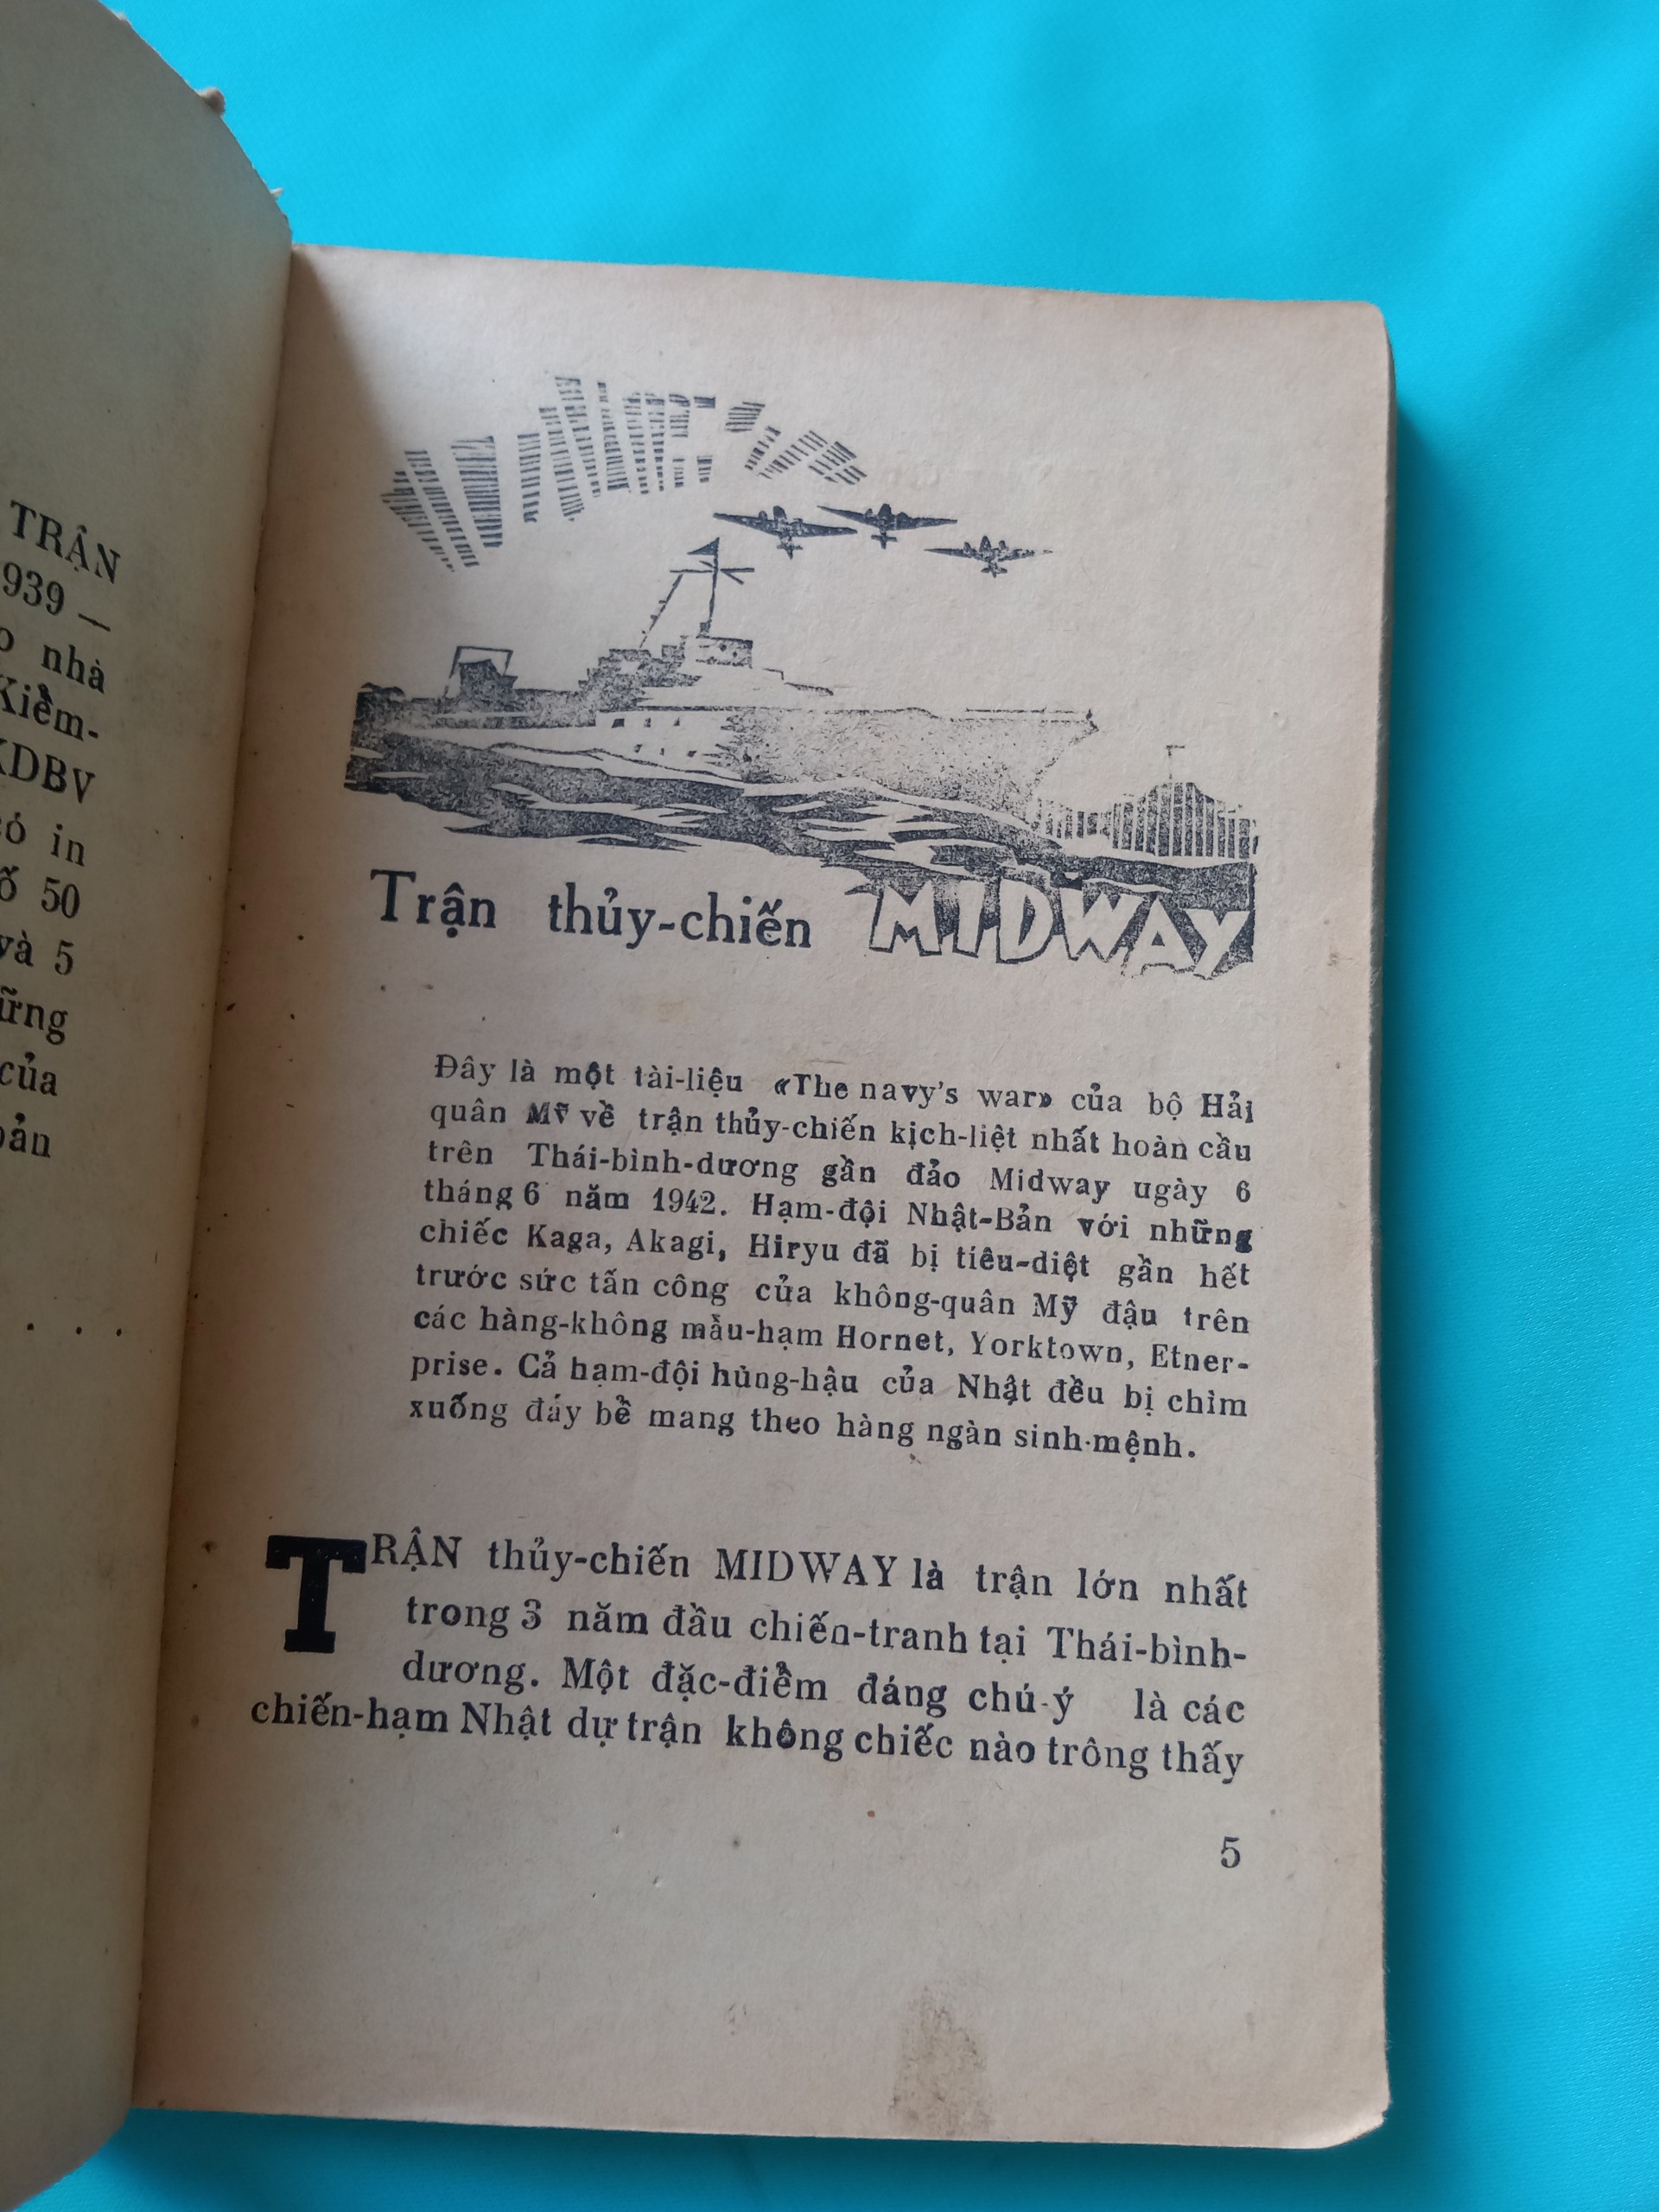 TRẬN
939 —
nhà
Kiểm-
KDBV
có in
số 50
và 5
của
bản
. . .
Trận thủy-chiến MIDWAY
Đây là một tài-liệu «The navy's war» của bộ Hải
quân Mỹ về trận thủy-chiến kịch-liệt nhất hoàn cầu
trên Thái-bình-dương gần đảo Midway ugày 6
tháng 6 năm 1942. Hạm-đội Nhật-Bản với những
chiếc Kaga, Akagi, Hiryu đã bị tiêu-diệt gần hết
trước sức tấn công của không-quân Mỹ đậu trên
các hàng-không mẫu-hạm Hornet, Yorktown, Etner-
prise. Cả hạm-đội hùng-hậu của Nhật đều bị chìm
xuống đáy bể mang theo hàng ngàn sinh-mệnh.
TRẬN thủy-chiến MIDWAY là trận lớn nhất
trong 3 năm đầu chiến-tranh tại Thái-bình-
dương. Một đặc-điểm đáng chú-ý là các
chiến-hạm Nhật dự trận không chiếc nào trông thấy
5